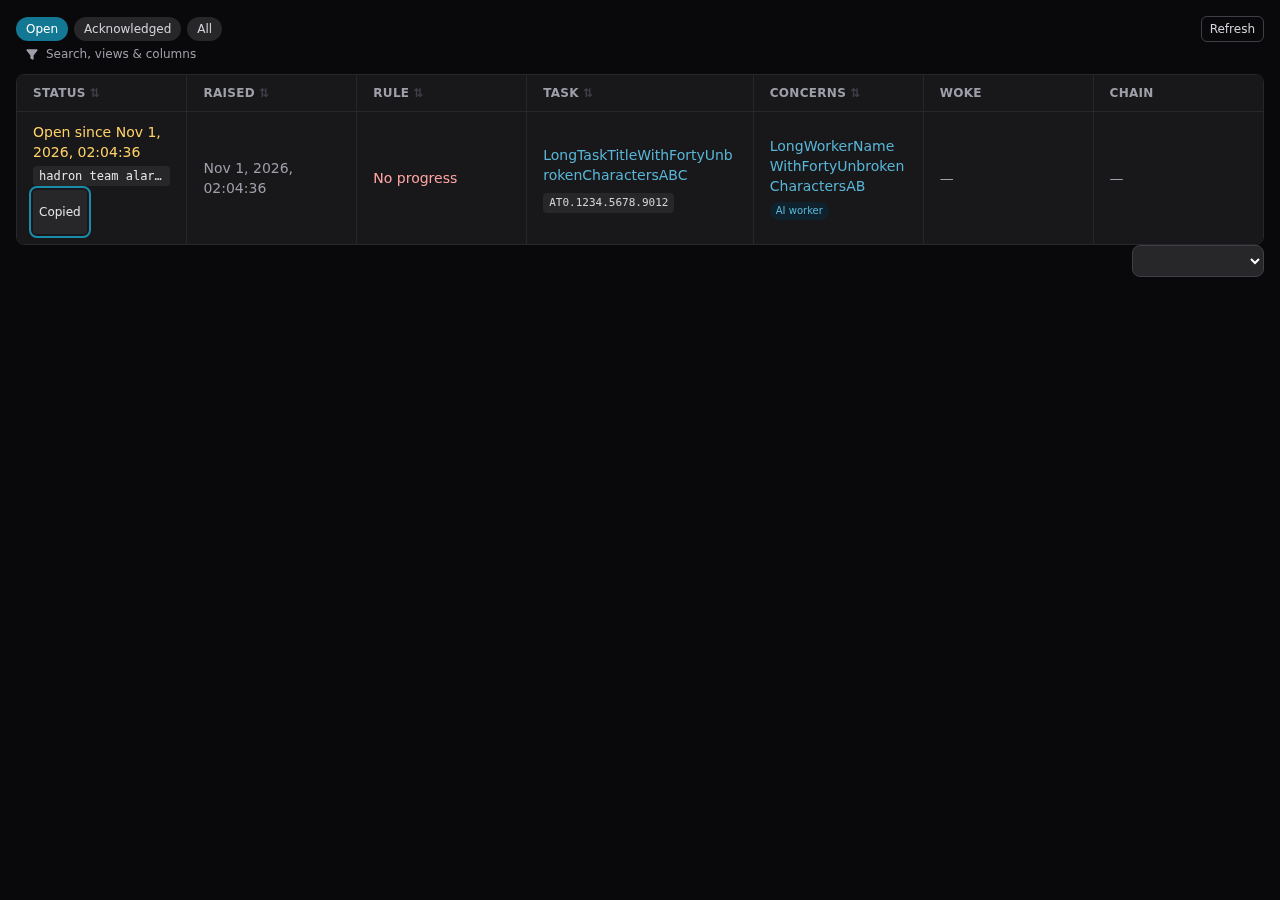 Open Acknowledged All Refresh
Search, views & columns
STATUS ⇅ RAISED ⇅ RULE ⇅ TASK ⇅ CONCERNS ⇅ WOKE CHAIN
Open since Nov 1,
2026, 02:04:36
hadron team alar…
Copied
Nov 1, 2026,
02:04:36
No progress
LongTaskTitleWithFortyUnb
rokenCharactersABC
AT0.1234.5678.9012
LongWorkerName
WithFortyUnbroken
CharactersAB
AI worker
—
—